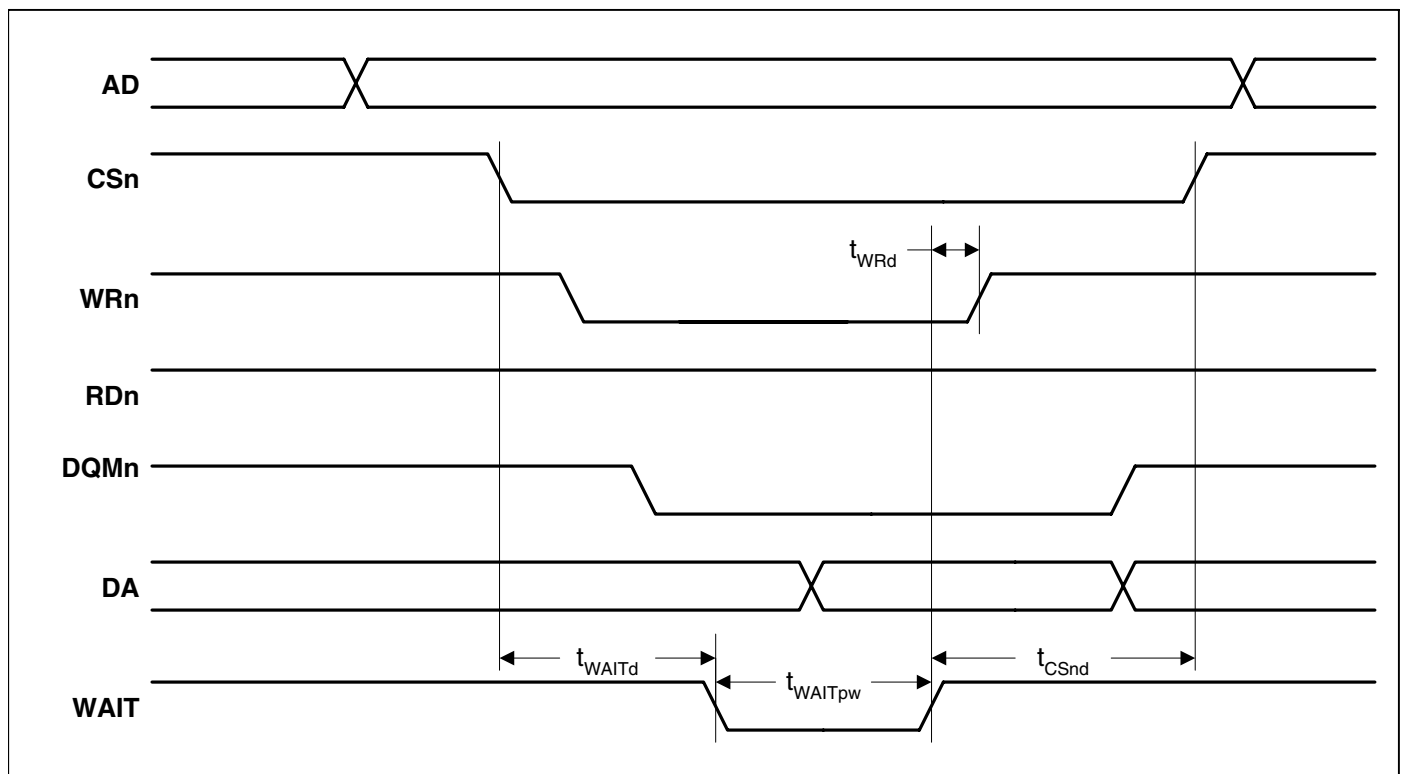 AD
CSn
tWRd
WRn
RDn
DQMn
DA
tWAITd
tCSnd
tWAITpw
WAIT